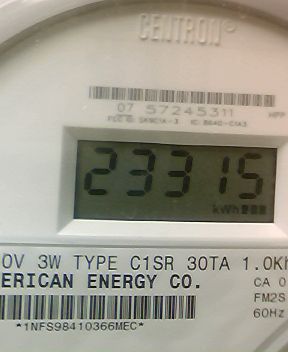 CENTRON®
07 57245311
23315
kWh
0V 3W TYPE C1SR 30TA 1.0Kh
ERICAN ENERGY CO.
CA 0
FM2S
60Hz
*1NFS98410366MEC*